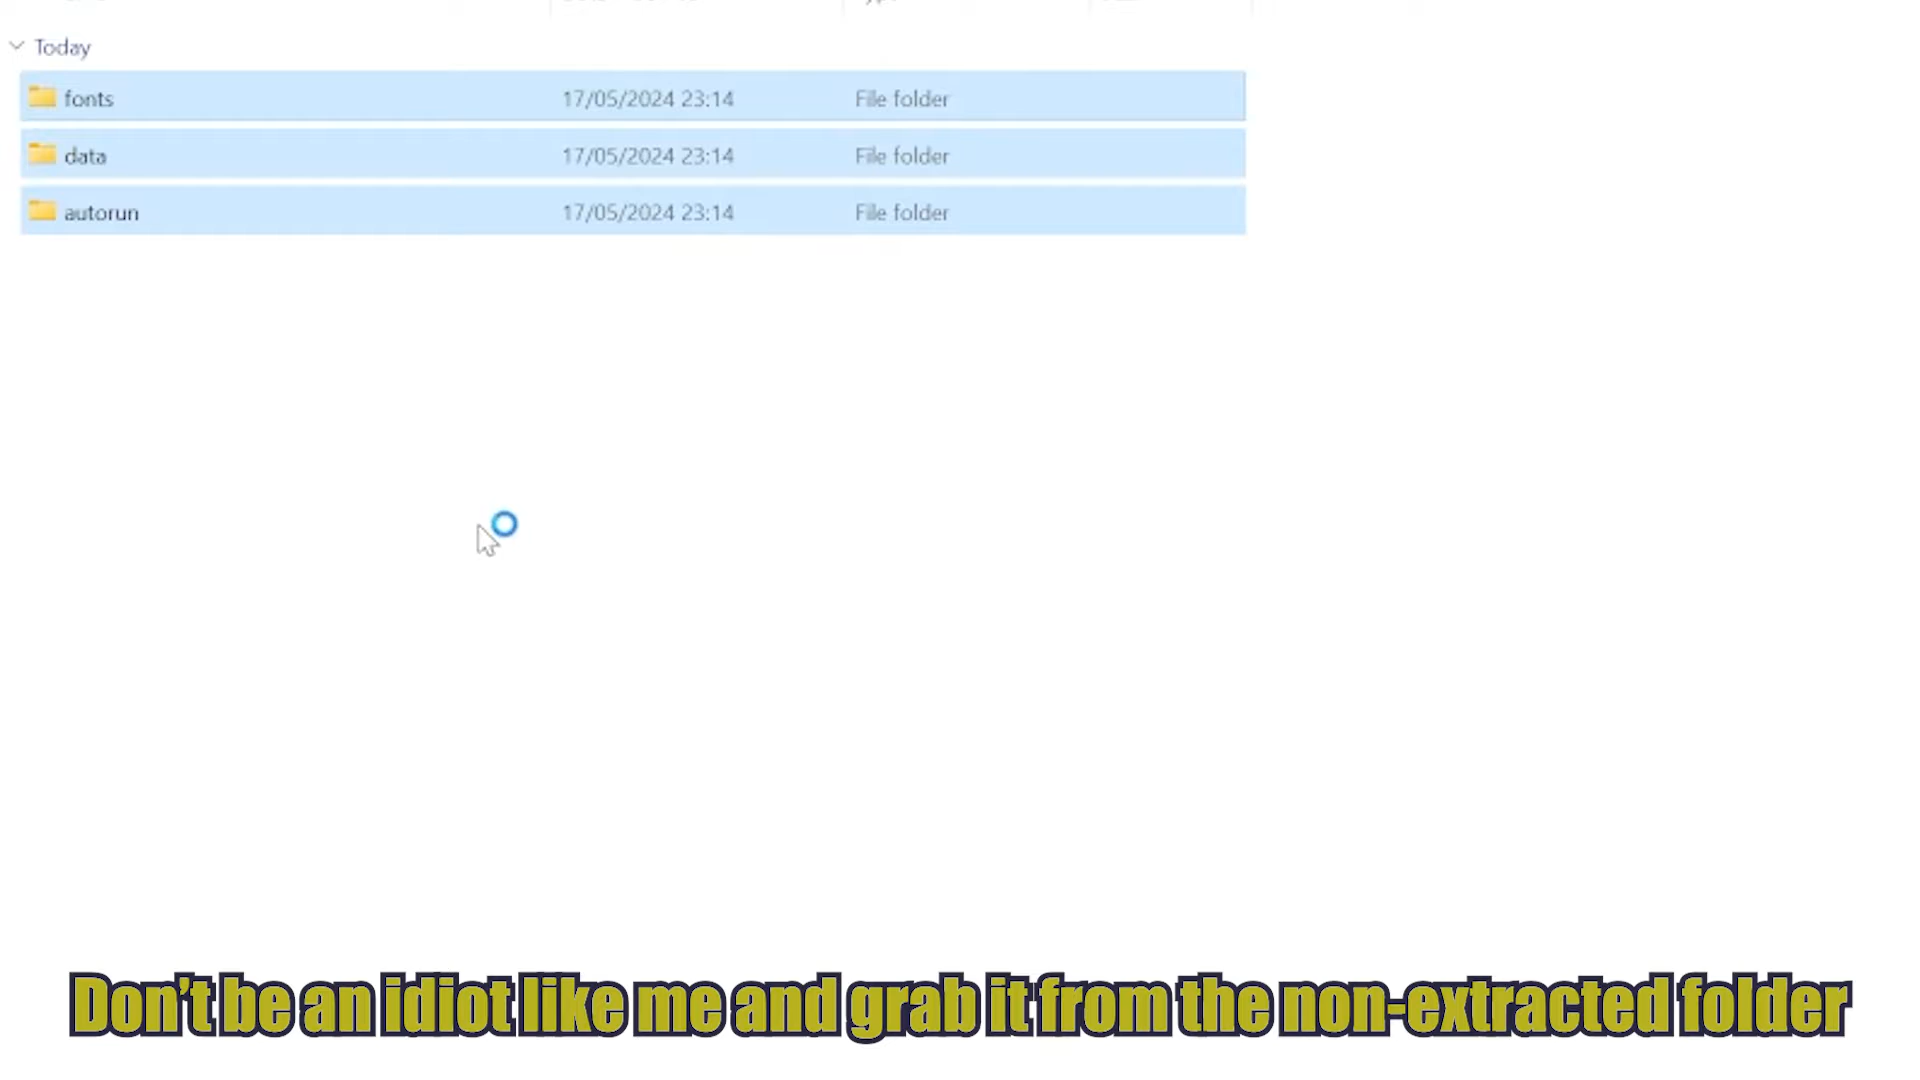 Today
fonts 17/05/2024 23:14 File folder
data 17/05/2024 23:14 File folder
autorun 17/05/2024 23:14 File folder
Don't be an idiot like me and grab it from the non-extracted folder